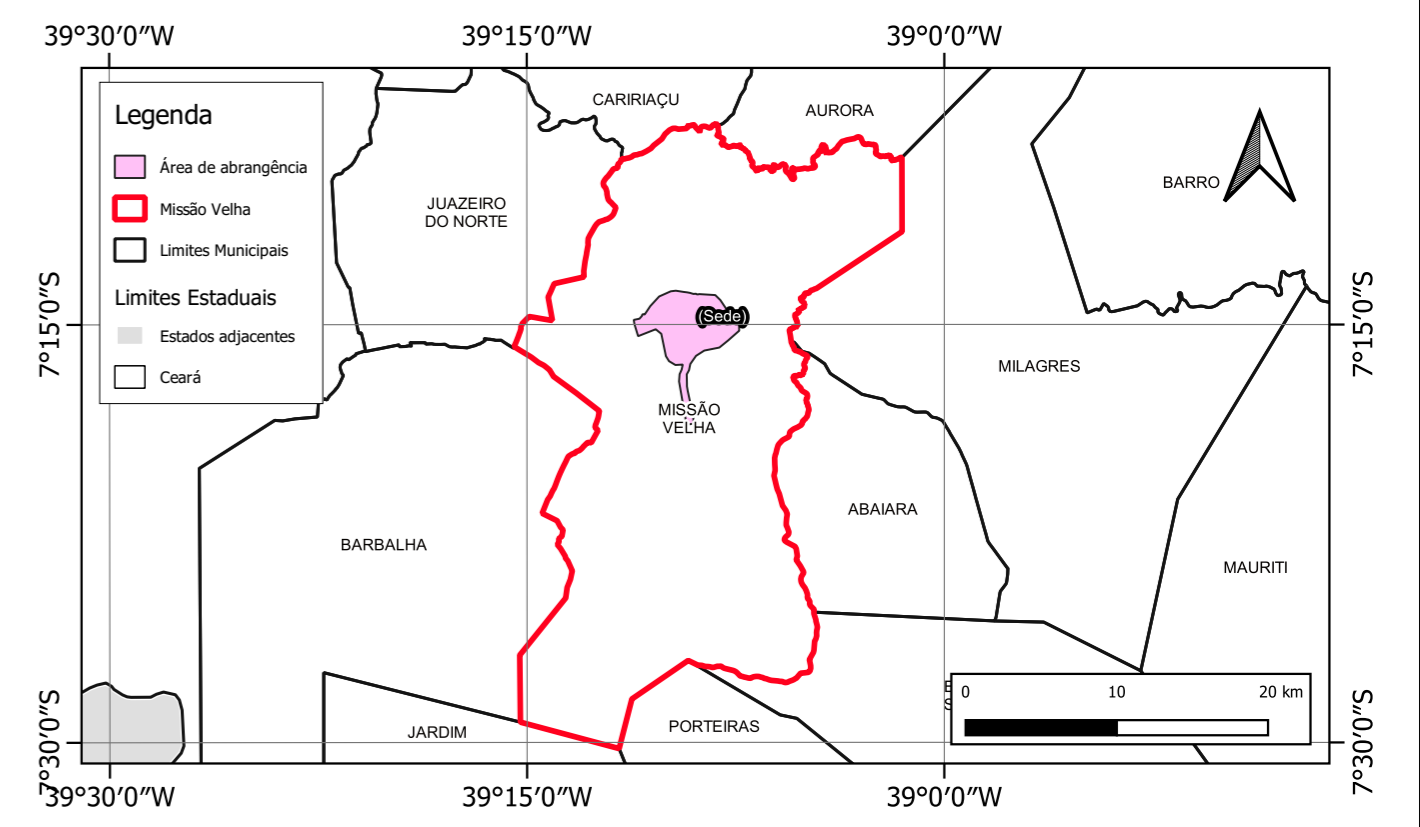 39°30′0″W
39°15′0″W
39°0′0″W
Legenda
Área de abrangência
Missão Velha
Limites Municipais
Limites Estaduais
Estados adjacentes
Ceará
CARIRIAÇU
AURORA
BARRO
JUAZEIRO
DO NORTE
7°15′0″S
(Sede)
7°15′0″S
MILAGRES
MISSÃO
VELHA
ABAIARA
BARBALHA
MAURITI
0
10
20 km
JARDIM
PORTEIRAS
7°30′0″S
7°30′0″S
39°30′0″W
39°15′0″W
39°0′0″W